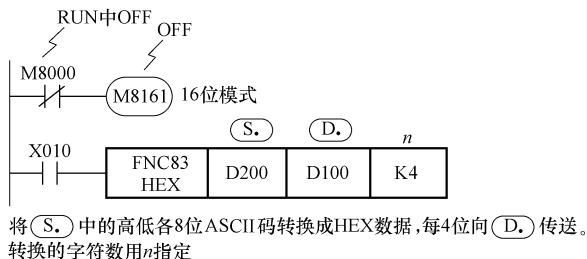 RUN中OFF
OFF
M8000
M8161 16位模式
S. D. n
X010
FNC83 HEX D200 D100 K4
将 S. 中的高低各8位ASCII码转换成HEX数据,每4位向 D. 传送。
转换的字符数用n指定